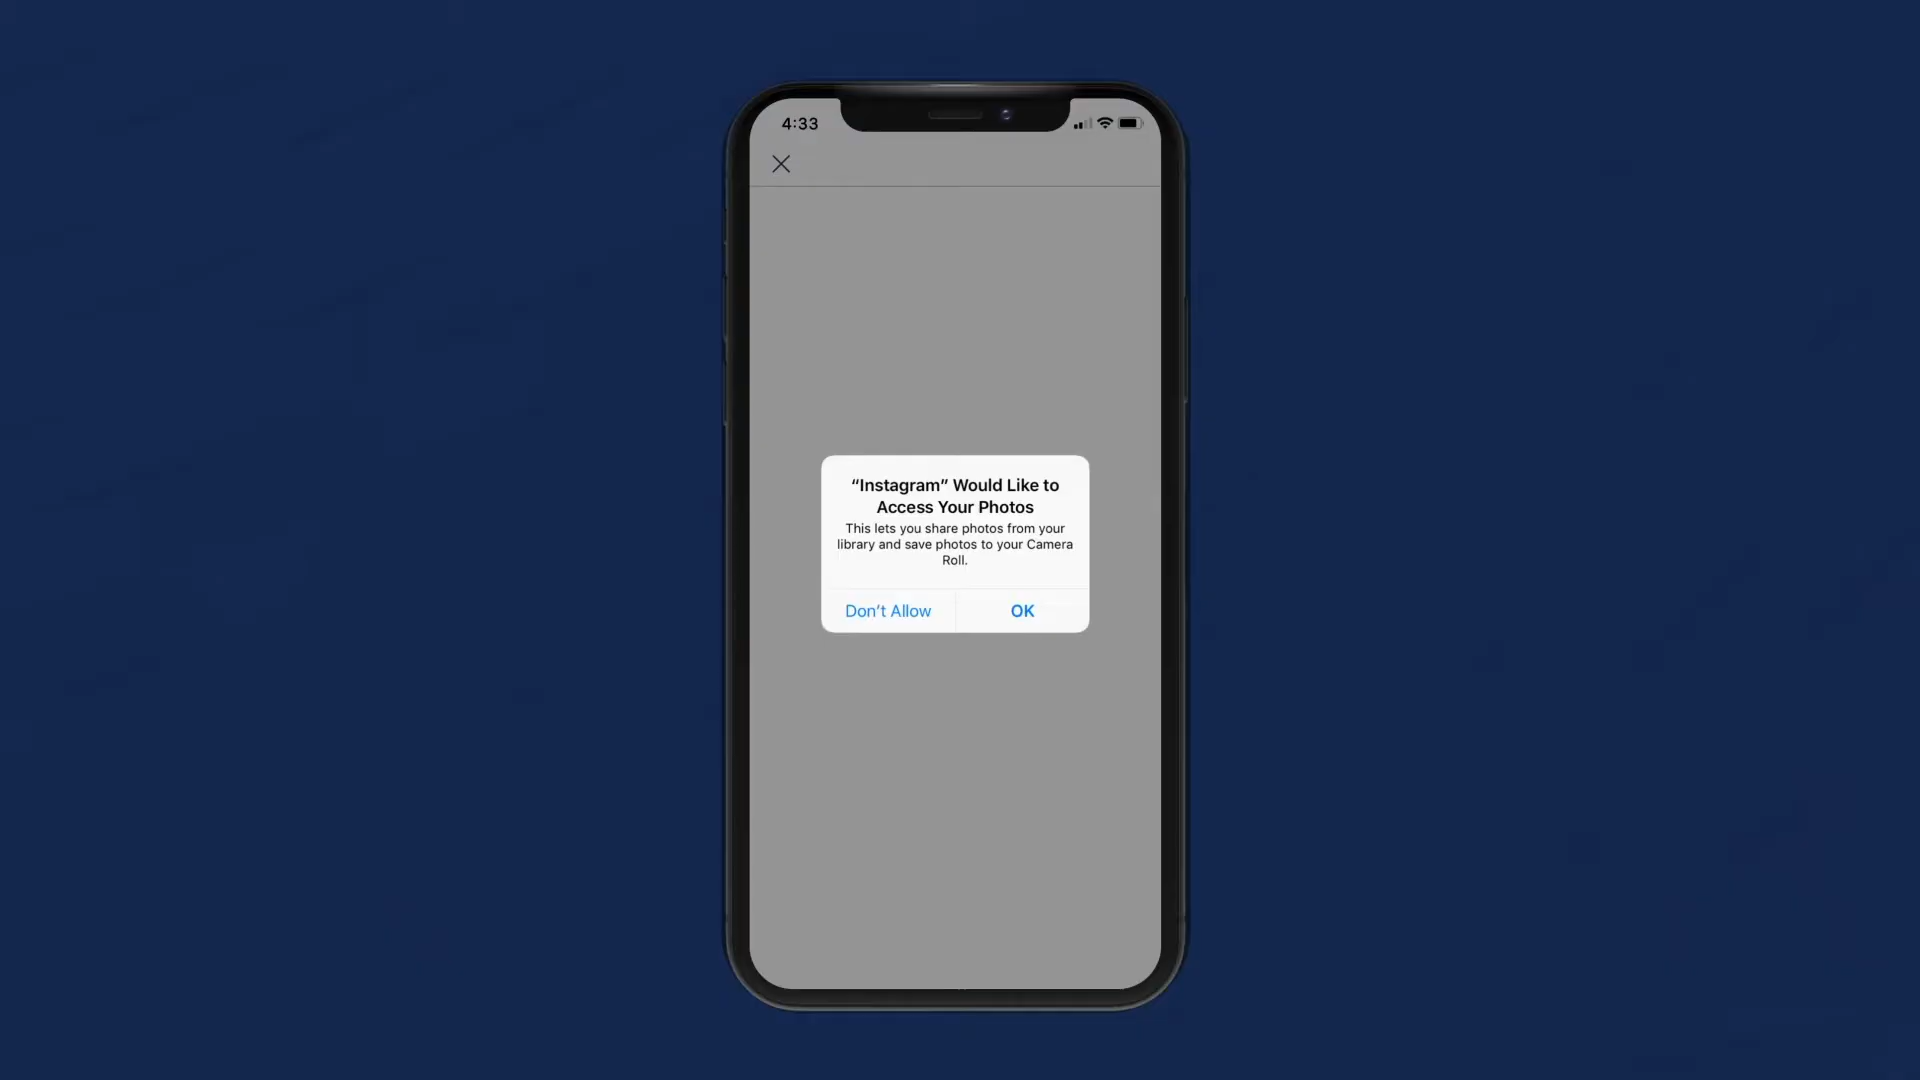 4:33
“Instagram” Would Like to
Access Your Photos
This lets you share photos from your
library and save photos to your Camera
Roll.
Don’t Allow
OK